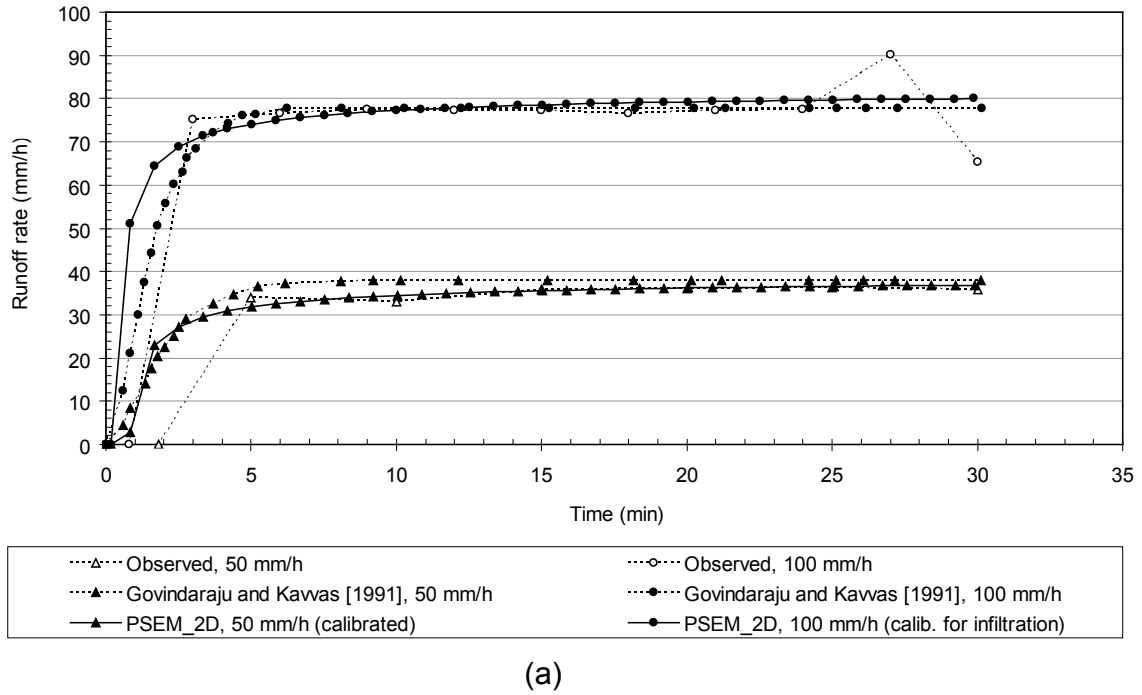 100
90
80
70
60
50
40
30
20
10
0
Runoff rate (mm/h)
0 5 10 15 20 25 30 35
Time (min)
Observed, 50 mm/h Observed, 100 mm/h
Govindaraju and Kavvas [1991], 50 mm/h Govindaraju and Kavvas [1991], 100 mm/h
PSEM_2D, 50 mm/h (calibrated) PSEM_2D, 100 mm/h (calib. for infiltration)
(a)